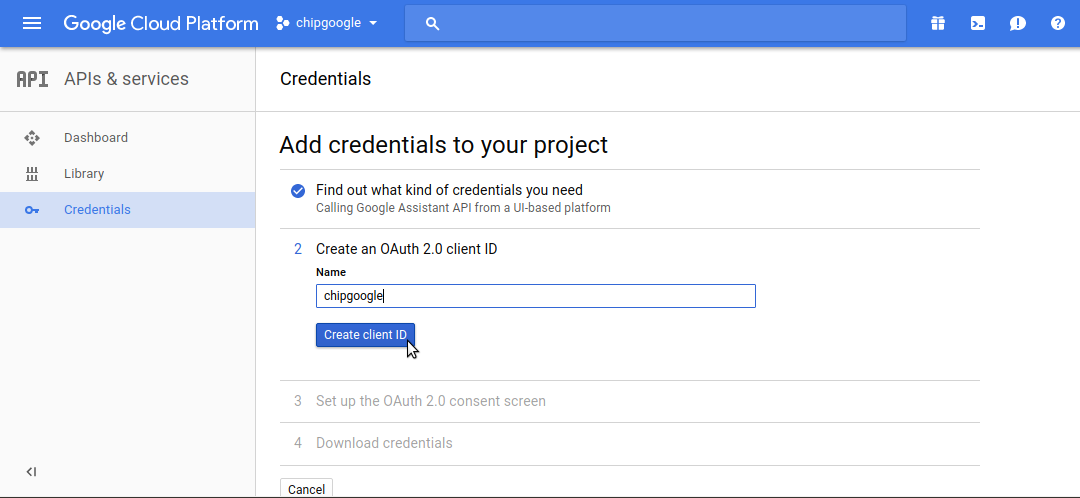 Google Cloud Platform
chipgoogle
API
APIs & services
Credentials
Dashboard
Library
Credentials
Add credentials to your project
Find out what kind of credentials you need
Calling Google Assistant API from a UI-based platform
2 Create an OAuth 2.0 client ID
Name
chipgoogle
Create client ID
3 Set up the OAuth 2.0 consent screen
4 Download credentials
Cancel